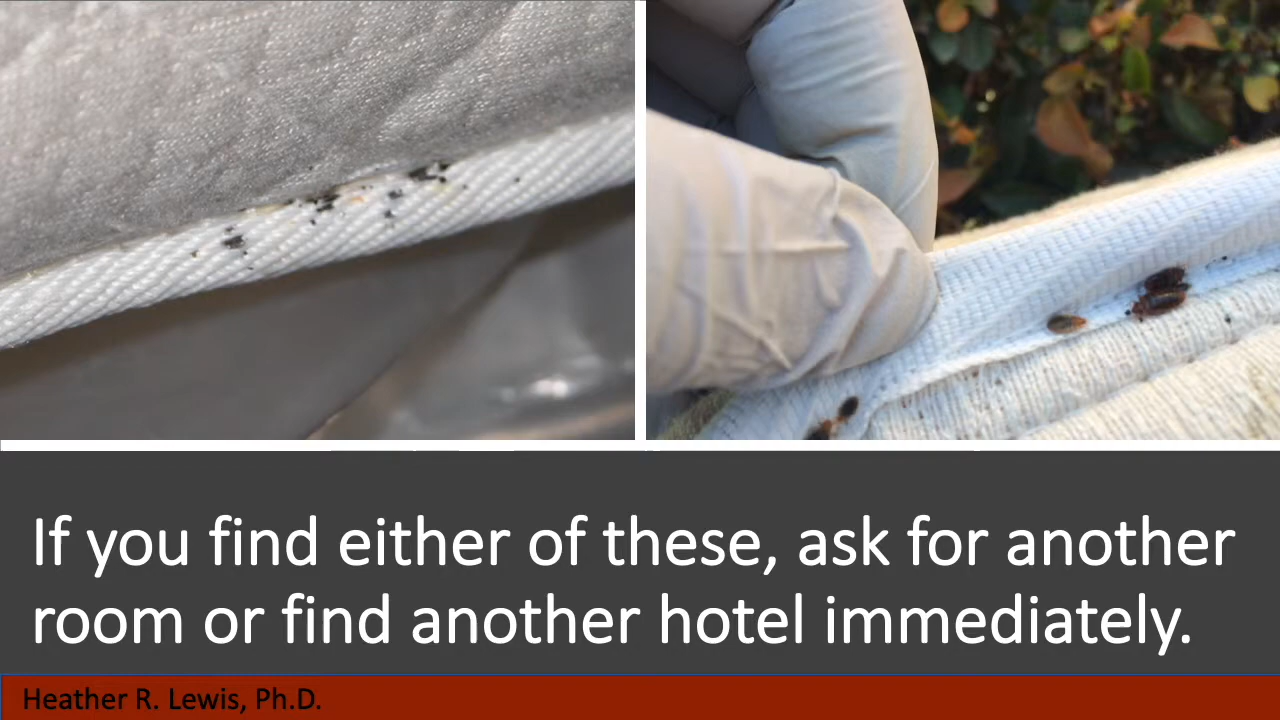 If you find either of these, ask for another
room or find another hotel immediately.
Heather R. Lewis, Ph.D.